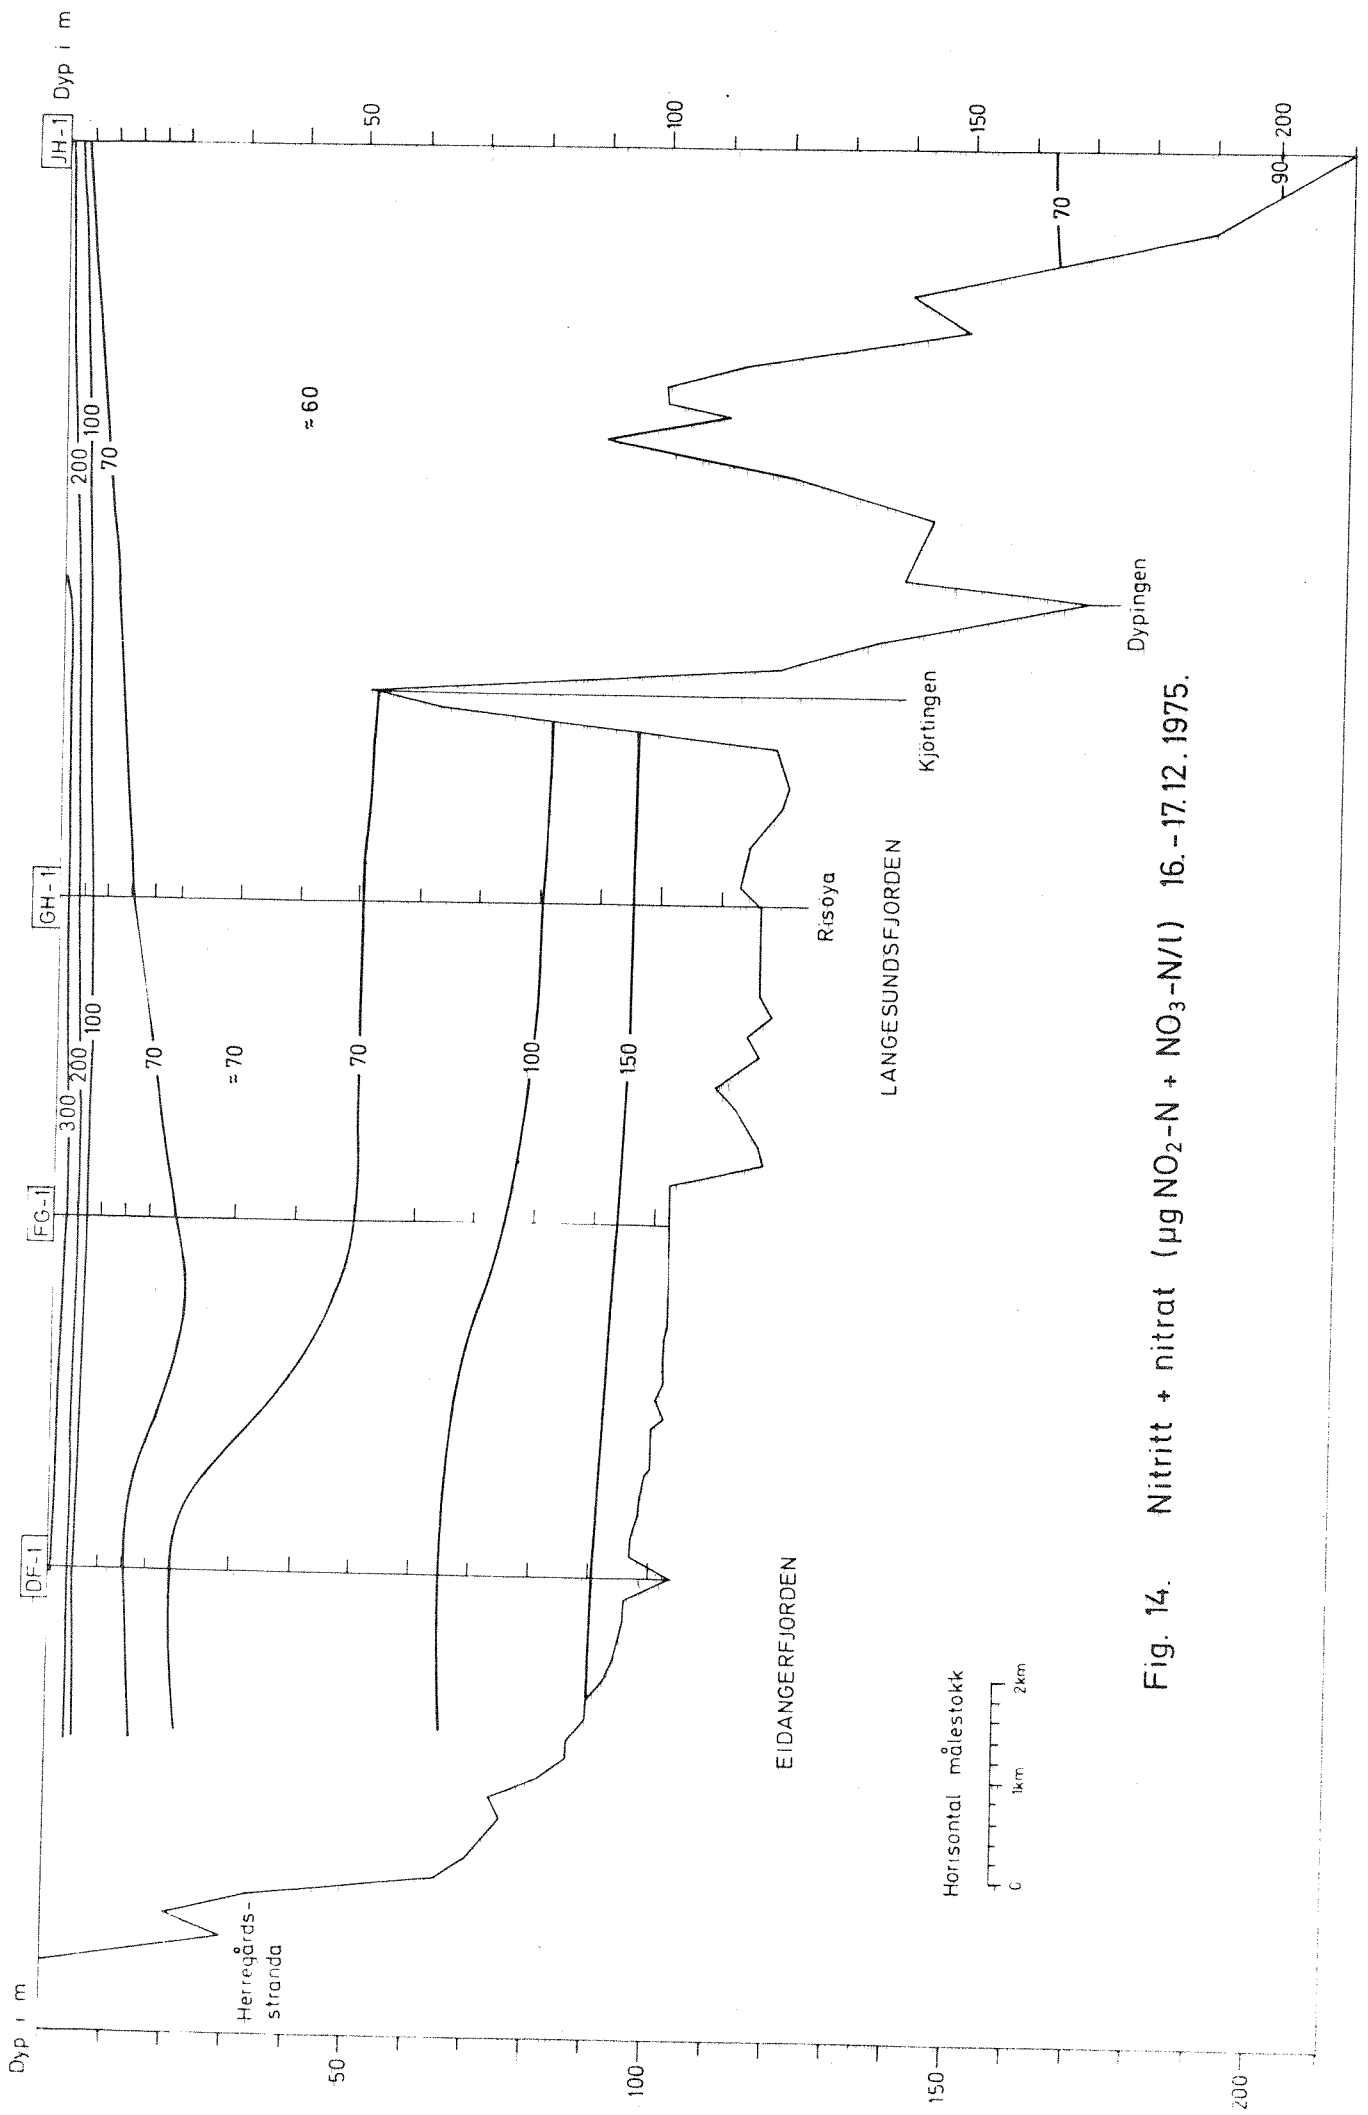 Dyp i m
DF-1
FG-1
GH-1
JH-1
Dyp i m
300
200
200
100
100
70
70
≈ 70
≈ 60
70
100
150
70
90
50
100
150
200
50
100
150
200
Herregårds-
stranda
EIDANGERFJORDEN
LANGESUNDSFJORDEN
Risöya
Kjörtingen
Dypingen
Horisontal målestokk
0
1km
2km
Fig. 14. Nitritt + nitrat (µg NO₂-N + NO₃-N/l) 16.-17.12.1975.